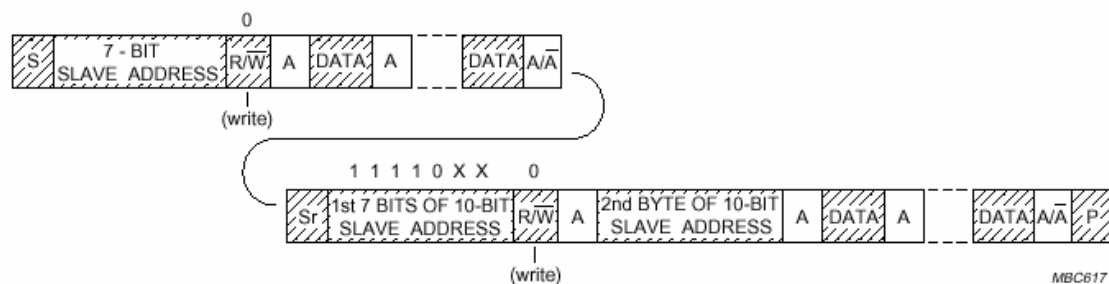 0
S 7 - BIT SLAVE ADDRESS R/W̅ A DATA A DATA A/A̅
(write)
1 1 1 1 0 X X 0
Sr 1st 7 BITS OF 10-BIT SLAVE ADDRESS R/W̅ A 2nd BYTE OF 10-BIT SLAVE ADDRESS A DATA A DATA A/A̅ P
(write)
MBC617